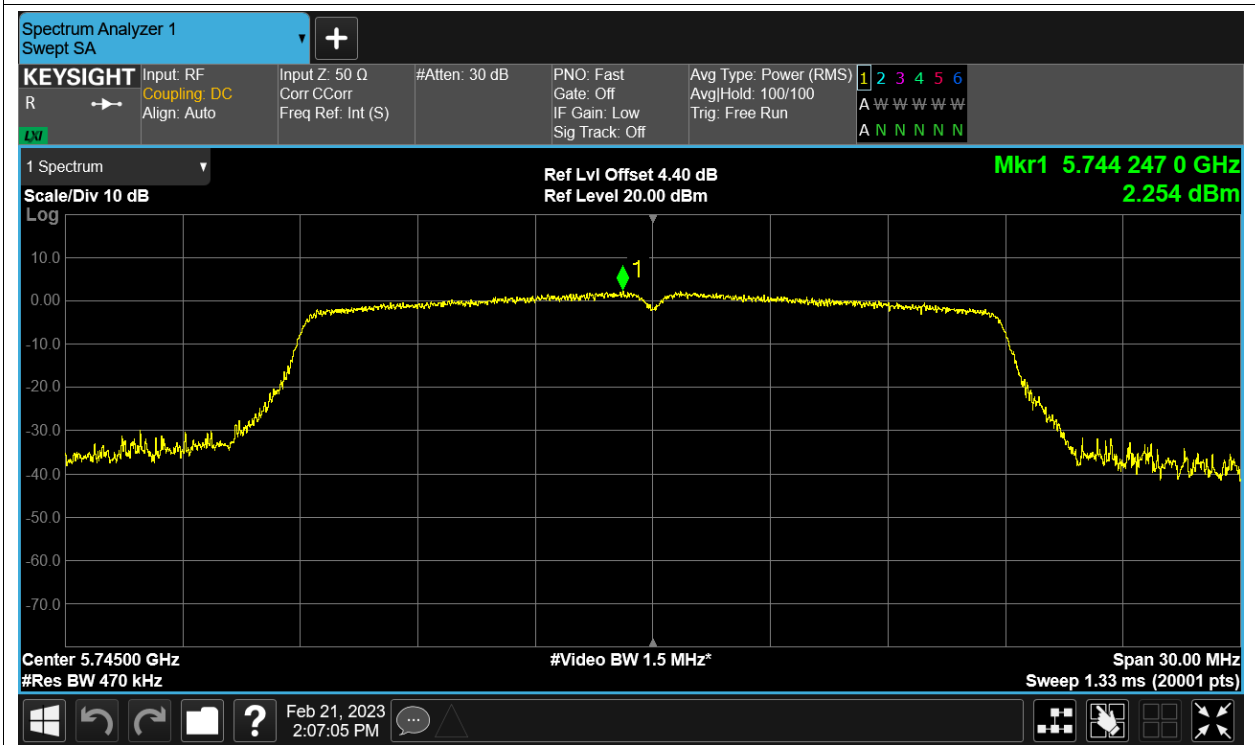 Spectrum Analyzer 1
Swept SA
+
KEYSIGHT
R
LXI
Input: RF
Coupling: DC
Align: Auto
Input Z: 50 Ω
Corr CCorr
Freq Ref: Int (S)
#Atten: 30 dB
PNO: Fast
Gate: Off
IF Gain: Low
Sig Track: Off
Avg Type: Power (RMS)
Avg|Hold: 100/100
Trig: Free Run
1 2 3 4 5 6
A W W W W W
A N N N N N
1 Spectrum
Scale/Div 10 dB
Log
Ref Lvl Offset 4.40 dB
Ref Level 20.00 dBm
Mkr1 5.744 247 0 GHz
2.254 dBm
10.0
0.00
-10.0
-20.0
-30.0
-40.0
-50.0
-60.0
-70.0
1
Center 5.74500 GHz
#Res BW 470 kHz
#Video BW 1.5 MHz*
Span 30.00 MHz
Sweep 1.33 ms (20001 pts)
?
Feb 21, 2023
2:07:05 PM